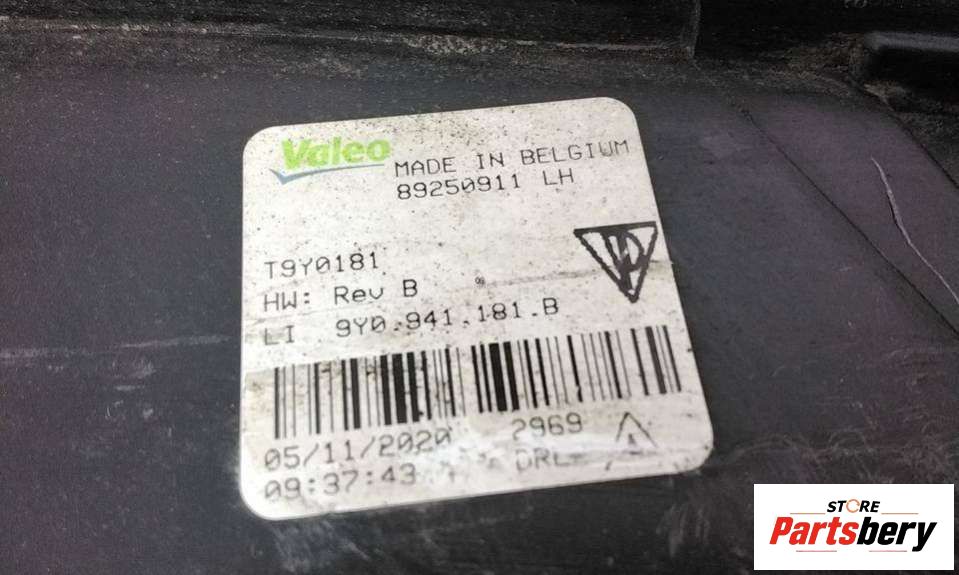 Valeo
MADE IN BELGIUM
89250911 LH
T9Y0181
HW: Rev B
LI 9Y0.941.181.B
05/11/2020 2969
09:37:43 DRL
STORE
Partsbery